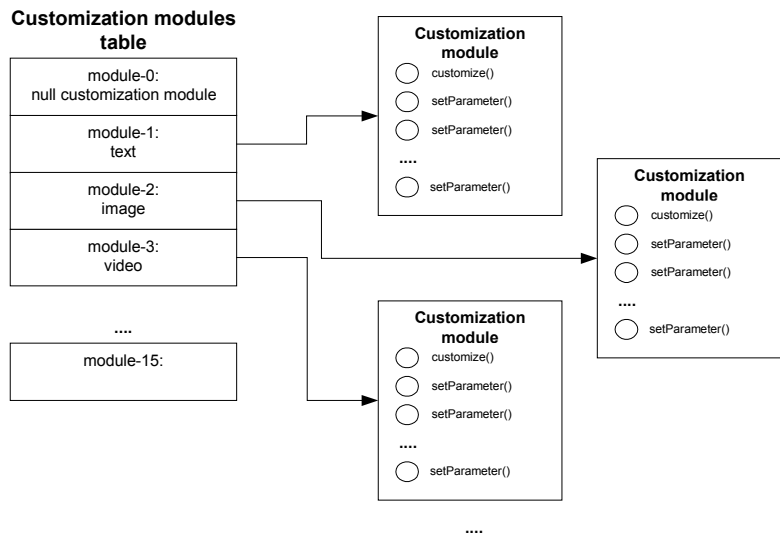 Customization modules
table
module-0:
null customization module
module-1:
text
module-2:
image
module-3:
video
....
module-15:
Customization
module
customize()
setParameter()
setParameter()
....
setParameter()
Customization
module
customize()
setParameter()
setParameter()
....
setParameter()
Customization
module
customize()
setParameter()
setParameter()
....
setParameter()
....